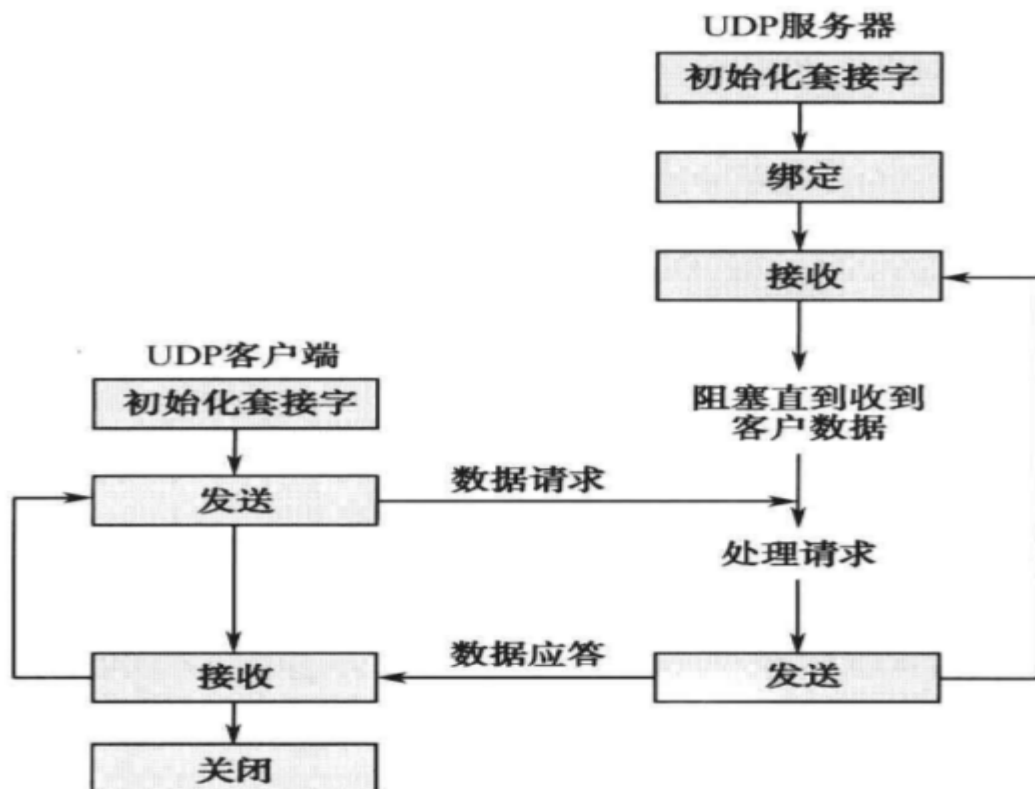 UDP服务器
初始化套接字
绑定
接收
阻塞直到收到
客户数据
UDP客户端
初始化套接字
发送
数据请求
处理请求
接收
数据应答
发送
关闭